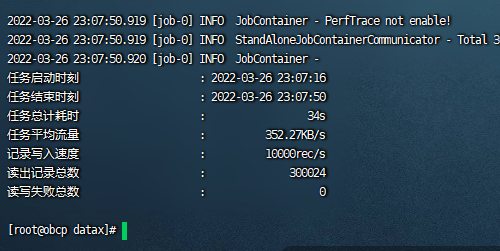 2022-03-26 23:07:50.919 [job-0] INFO  JobContainer - PerfTrace not enable!
2022-03-26 23:07:50.919 [job-0] INFO  StandAloneJobContainerCommunicator - Total 3
2022-03-26 23:07:50.920 [job-0] INFO  JobContainer -
任务启动时刻                    : 2022-03-26 23:07:16
任务结束时刻                    : 2022-03-26 23:07:50
任务总计耗时                    :                 34s
任务平均流量                    :          352.27KB/s
记录写入速度                    :          10000rec/s
读出记录总数                    :              300024
读写失败总数                    :                   0
[root@obcp datax]#